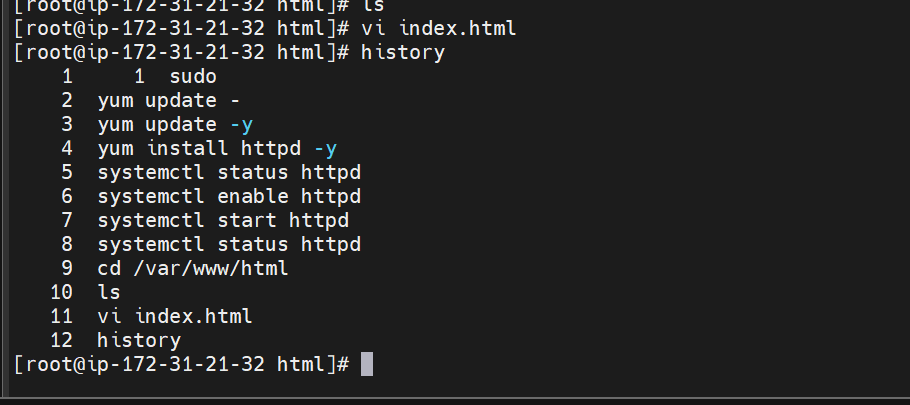 [root@ip-172-31-21-32 html]# ls
[root@ip-172-31-21-32 html]# vi index.html
[root@ip-172-31-21-32 html]# history
    1     1  sudo
    2  yum update -
    3  yum update -y
    4  yum install httpd -y
    5  systemctl status httpd
    6  systemctl enable httpd
    7  systemctl start httpd
    8  systemctl status httpd
    9  cd /var/www/html
   10  ls
   11  vi index.html
   12  history
[root@ip-172-31-21-32 html]#